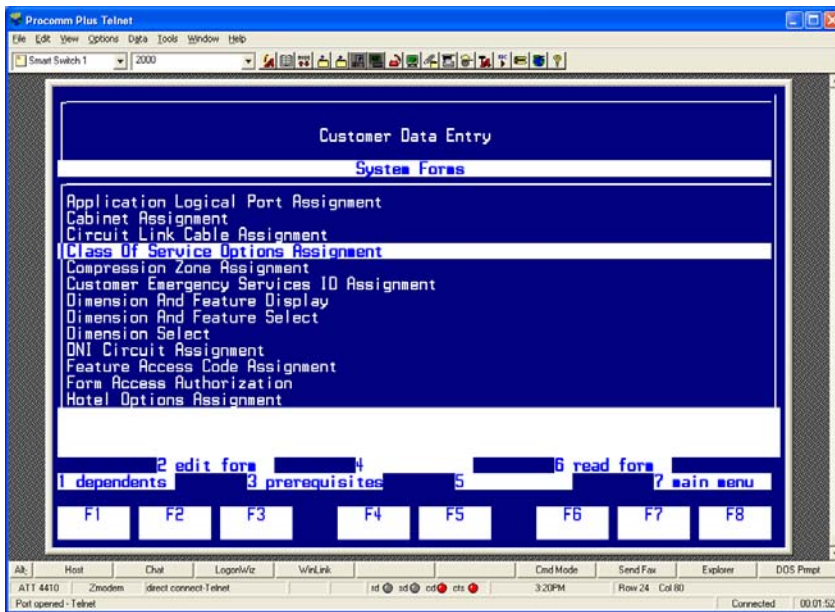 Procomm Plus Telnet
File Edit View Options Data Tools Window Help
Smart Switch 1 2000
Customer Data Entry
System Forms
Application Logical Port Assignment
Cabinet Assignment
Circuit Link Cable Assignment
Class Of Service Options Assignment
Compression Zone Assignment
Customer Emergency Services ID Assignment
Dimension And Feature Display
Dimension And Feature Select
Dimension Select
DNI Circuit Assignment
Feature Access Code Assignment
Form Access Authorization
Hotel Options Assignment
2 edit form 4 6 read form
1 dependents 3 prerequisites 5 7 main menu
F1 F2 F3 F4 F5 F6 F7 F8
Alt: Host Chat LogonWiz WinLink Cmd Mode Send Fax Explorer DOS Prmpt
ATT 4410 Zmodem direct connect-Telnet rd sd cd cts 3:20PM Row 24 Col 80
Port opened - Telnet Connected 00:01:52